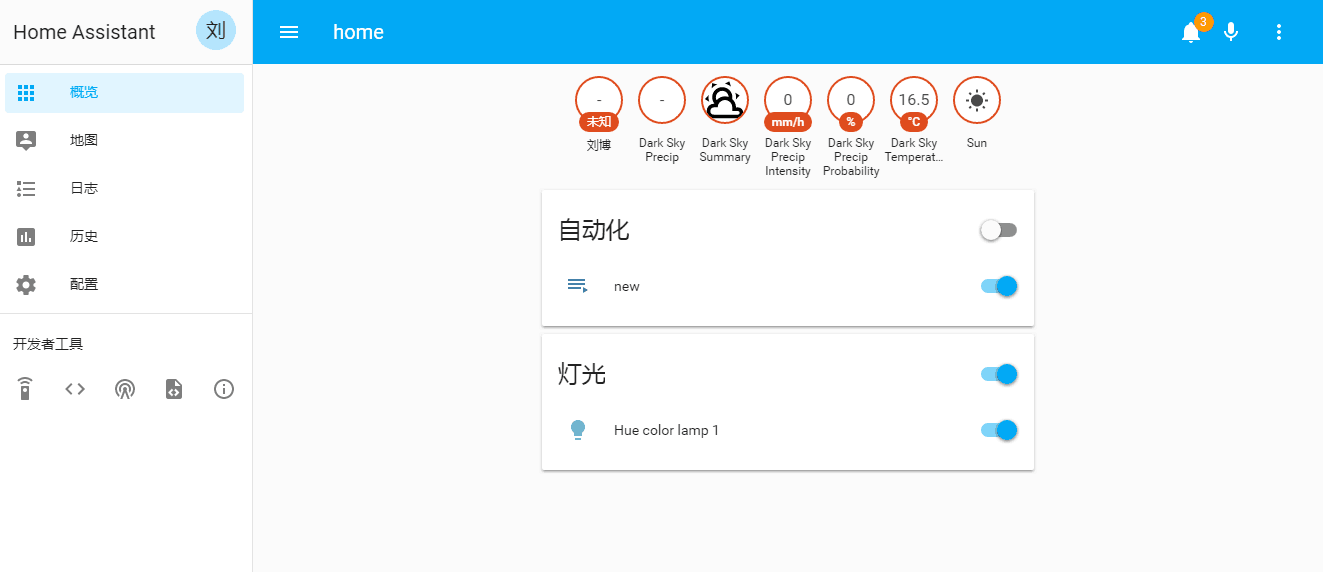 Home Assistant
刘
home
3
概览
地图
日志
历史
配置
开发者工具
-
未知
刘博
-
Dark Sky
Precip
Dark Sky
Summary
0
mm/h
Dark Sky
Precip
Intensity
0
%
Dark Sky
Precip
Probability
16.5
°C
Dark Sky
Temperat...
Sun
自动化
new
灯光
Hue color lamp 1